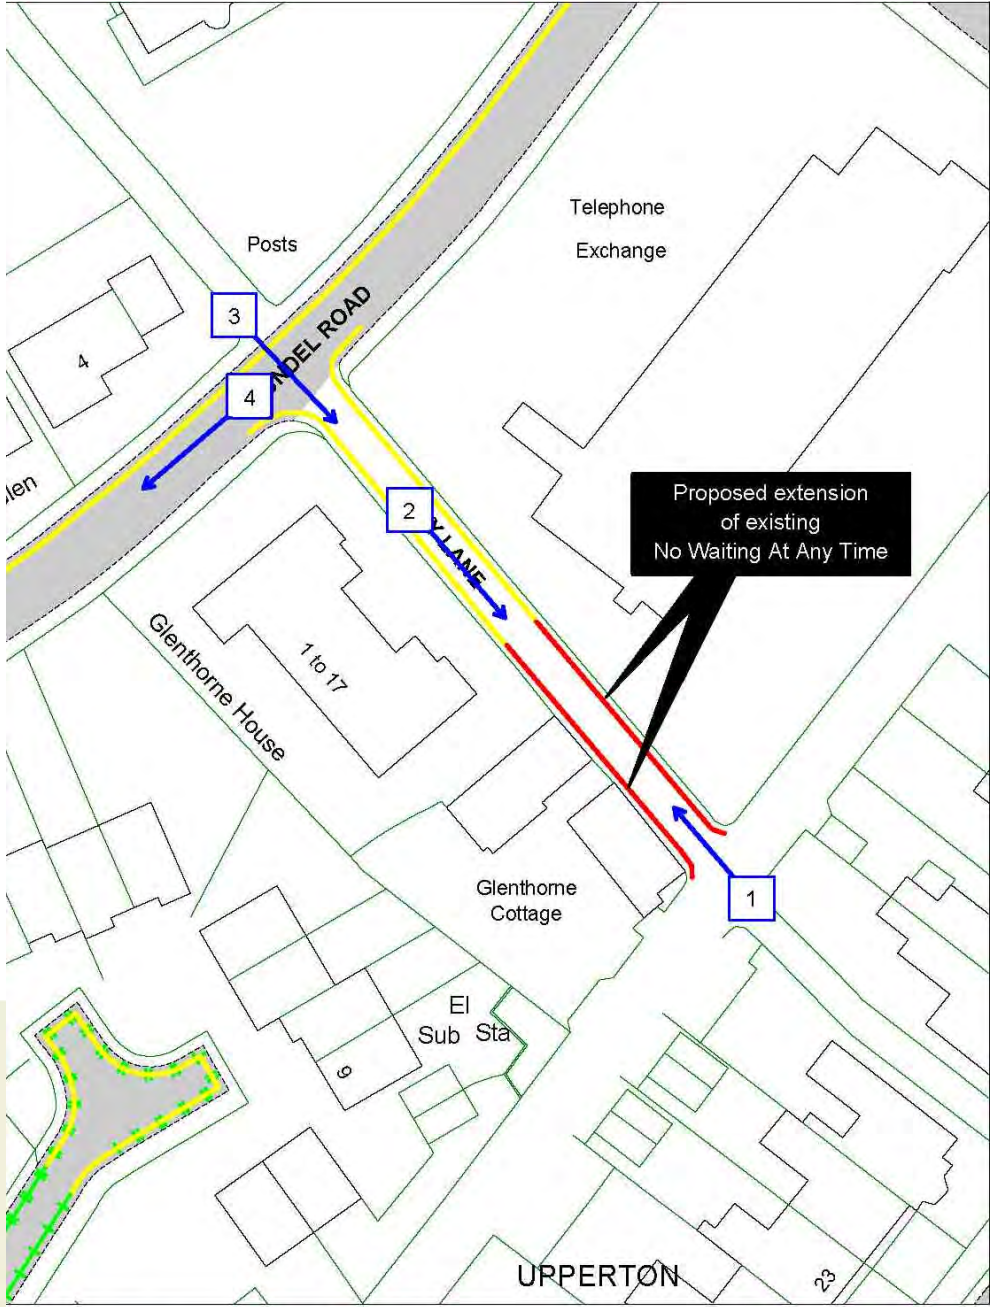 Telephone
Exchange
Posts
3
NDEL ROAD
4
4
len
2
Y LANE
Proposed extension
of existing
No Waiting At Any Time
Glenthorne House
1 to 17
1
Glenthorne
Cottage
El
Sub Sta
9
UPPERTON
23